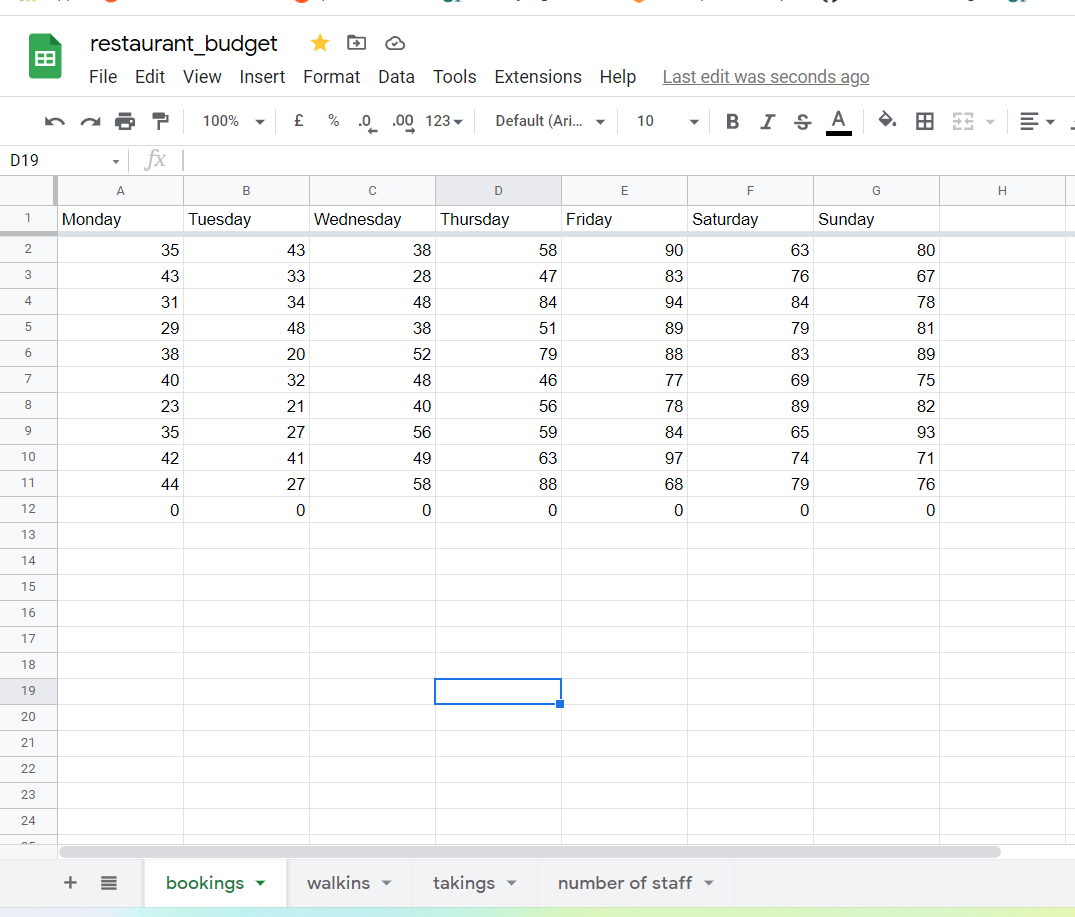 restaurant_budget
File Edit View Insert Format Data Tools Extensions Help Last edit was seconds ago
100% £ % .0 .00 123 Default (Ari... 10 B I S A
D19 fx
A B C D E F G H
1 Monday Tuesday Wednesday Thursday Friday Saturday Sunday
2 35 43 38 58 90 63 80
3 43 33 28 47 83 76 67
4 31 34 48 84 94 84 78
5 29 48 38 51 89 79 81
6 38 20 52 79 88 83 89
7 40 32 48 46 77 69 75
8 23 21 40 56 78 89 82
9 35 27 56 59 84 65 93
10 42 41 49 63 97 74 71
11 44 27 58 88 68 79 76
12 0 0 0 0 0 0 0
13
14
15
16
17
18
19
20
21
22
23
24
+ bookings walkins takings number of staff